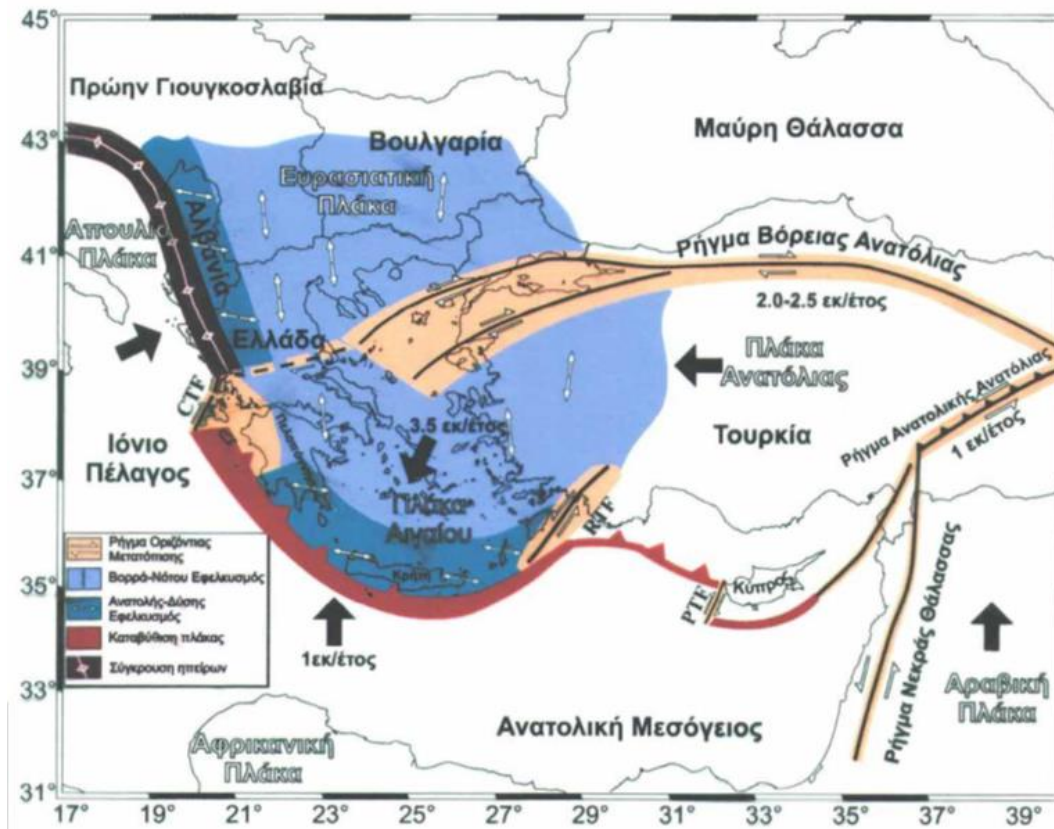 45°
43°
41°
39°
37°
35°
33°
31°
Πρώην Γιουγκοσλαβία
Βουλγαρία
Μαύρη Θάλασσα
Ευρασιατική
Πλάκα
Απουλια
Πλάκα
Αλβανία
Ρήγμα Βόρειας Ανατόλιας
2.0-2.5 εκ/έτος
Ελλάδα
Πλάκα
Ανατόλιας
CTF
Πελοπόννησος
3.5 εκ/έτος
Τουρκία
Ρήγμα Ανατολικής Ανατόλιας
1 εκ/έτος
Ιόνιο
Πέλαγος
"Πλάκα"
Αιγαίου
RTF
Κρήτη
PTF
Κύπρος
Ρήγμα Οριζόντιας
Μετατόπισης
Βορρά-Νότου Εφελκυσμός
Ανατολής-Δύσης
Εφελκυσμός
Καταβύθιση πλάκας
Σύγκρουση ηπείρων
1εκ/έτος
Ρήγμα Νεκράς Θάλασσας
Αραβική
Πλάκα
Ανατολική Μεσόγειος
Αφρικανική
Πλάκα
17 19 21 23 25 27 29 31 33 35 37 39°